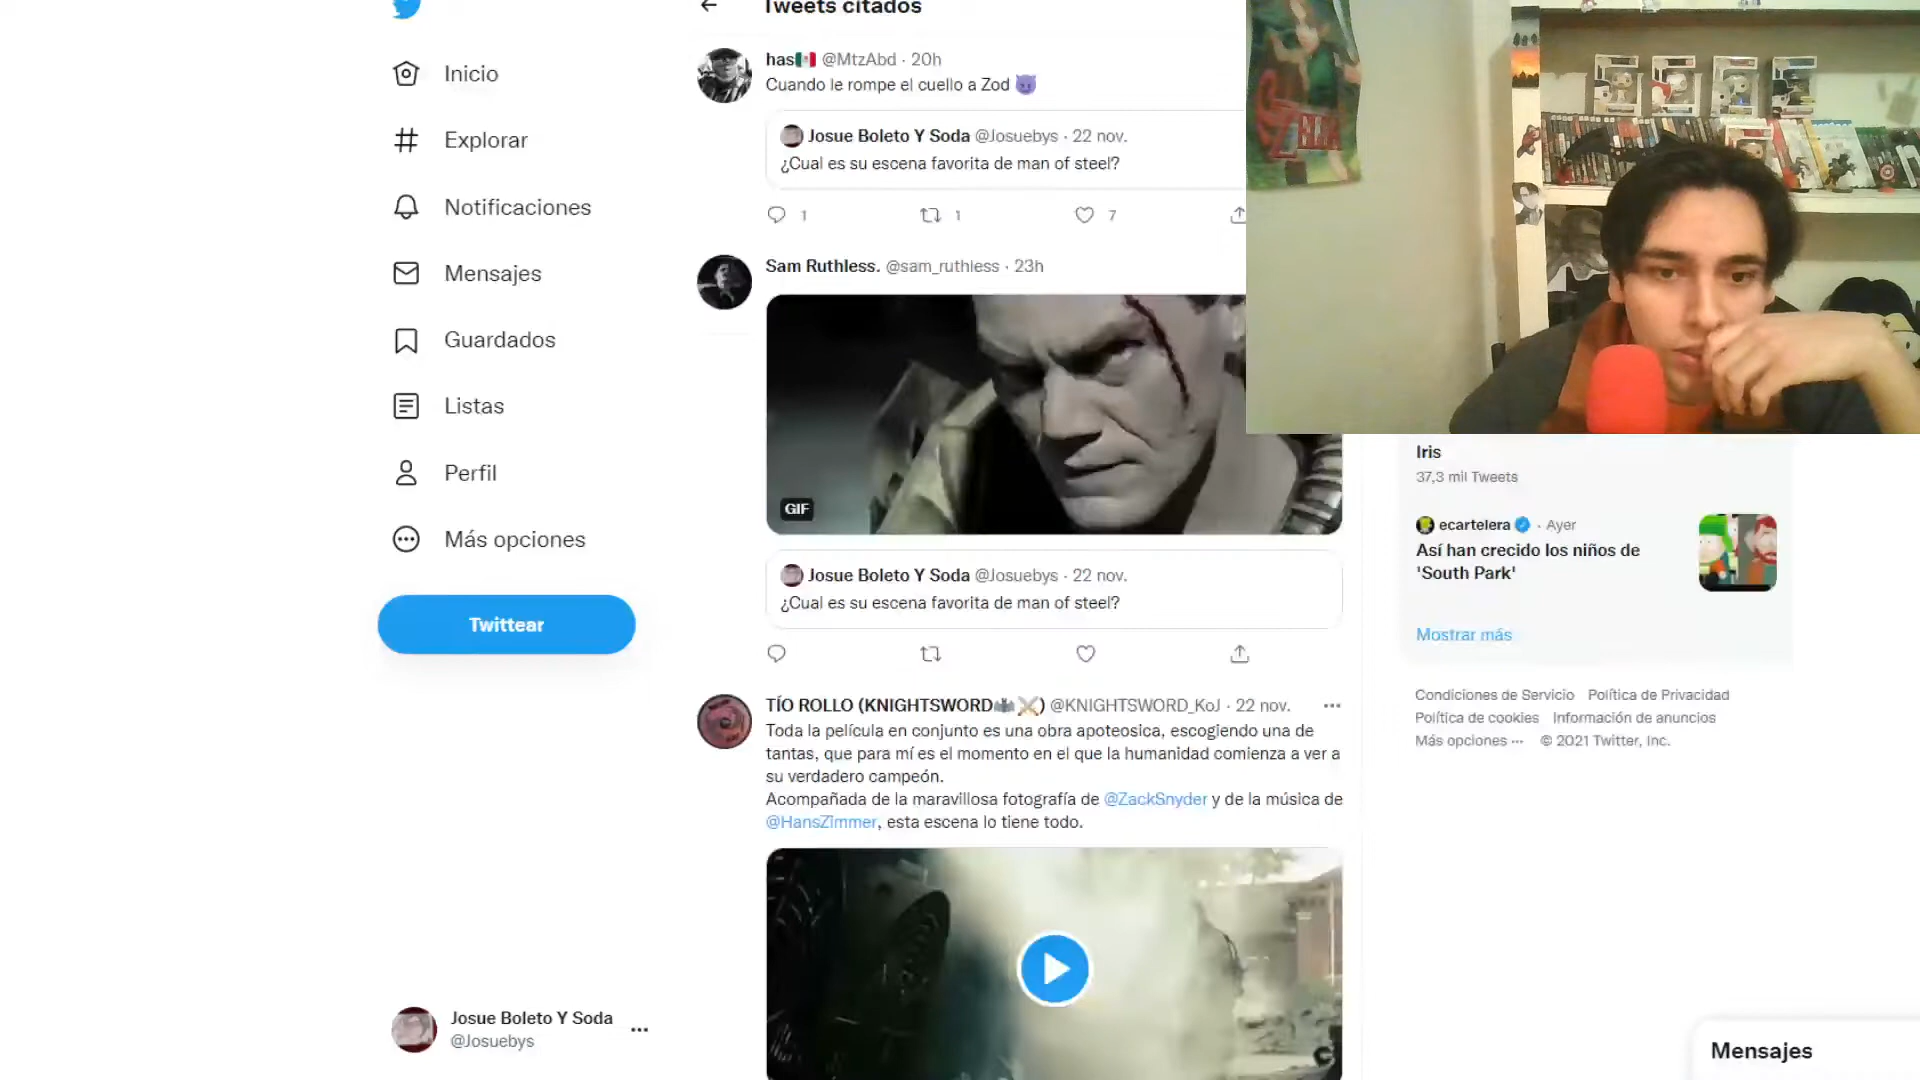 Tweets citados
Inicio
Explorar
Notificaciones
Mensajes
Guardados
Listas
Perfil
Más opciones
Twittear
Josue Boleto Y Soda
@Josuebys
has🇲🇽 @MtzAbd · 20h
Cuando le rompe el cuello a Zod 😈
Josue Boleto Y Soda @Josuebys · 22 nov.
¿Cual es su escena favorita de man of steel?
1 1 7
Sam Ruthless. @sam_ruthless · 23h
GIF
Josue Boleto Y Soda @Josuebys · 22 nov.
¿Cual es su escena favorita de man of steel?
TÍO ROLLO (KNIGHTSWORD🦇⚔️) @KNIGHTSWORD_KoJ · 22 nov.
Toda la película en conjunto es una obra apoteosica, escogiendo una de
tantas, que para mí es el momento en el que la humanidad comienza a ver a
su verdadero campeón.
Acompañada de la maravillosa fotografía de @ZackSnyder y de la música de
@HansZimmer, esta escena lo tiene todo.
Iris
37,3 mil Tweets
ecartelera · Ayer
Así han crecido los niños de
'South Park'
Mostrar más
Condiciones de Servicio Política de Privacidad
Política de cookies Información de anuncios
Más opciones ··· © 2021 Twitter, Inc.
Mensajes